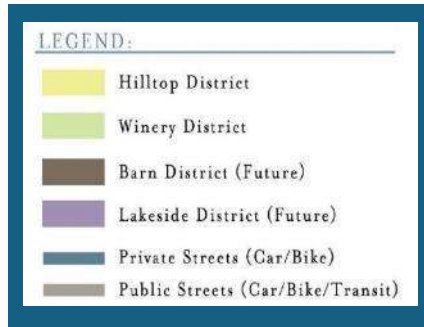 LEGEND:
Hilltop District
Winery District
Barn District (Future)
Lakeside District (Future)
Private Streets (Car/Bike)
Public Streets (Car/Bike/Transit)